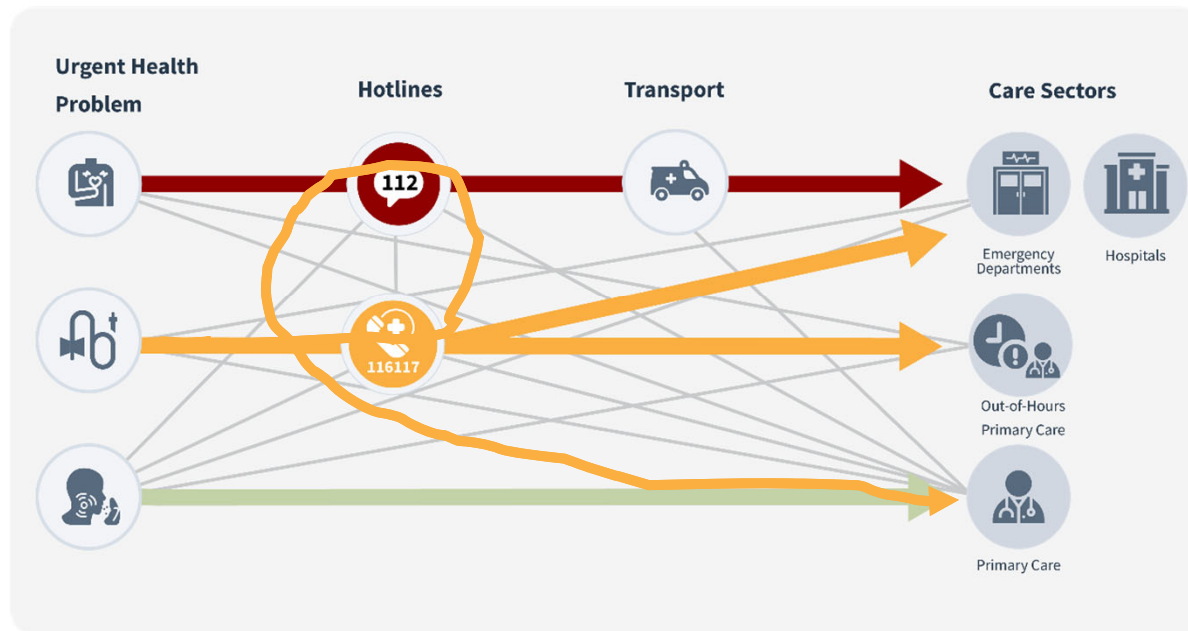 Urgent Health
Problem
Hotlines
Transport
Care Sectors
112
Emergency
Departments
Hospitals
116117
Out-of-Hours
Primary Care
Primary Care